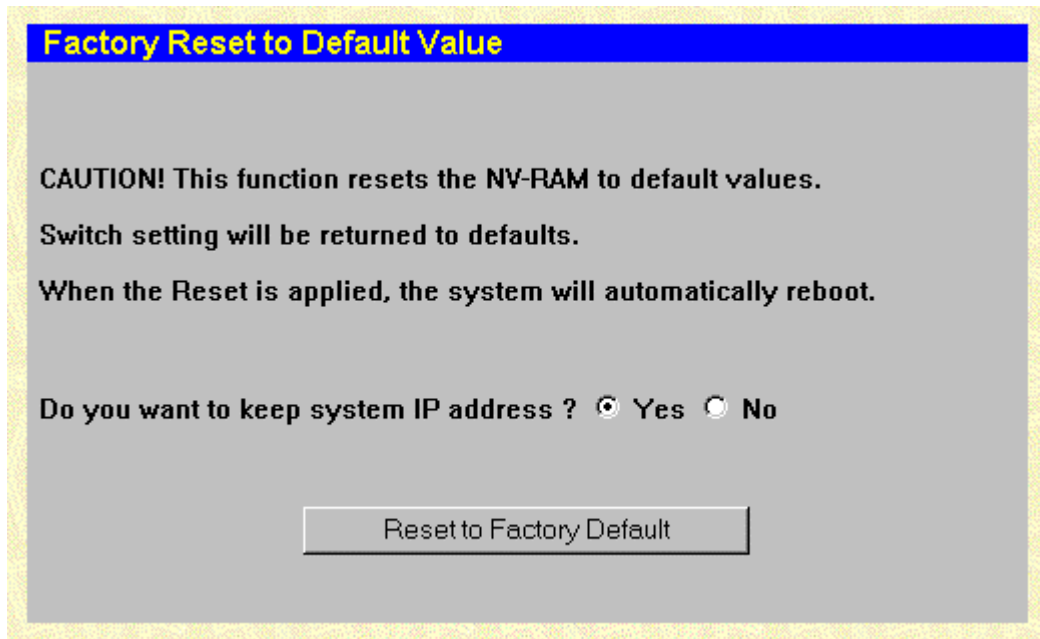 Factory Reset to Default Value
CAUTION! This function resets the NV-RAM to default values.
Switch setting will be returned to defaults.
When the Reset is applied, the system will automatically reboot.
Do you want to keep system IP address ? Yes No
Reset to Factory Default